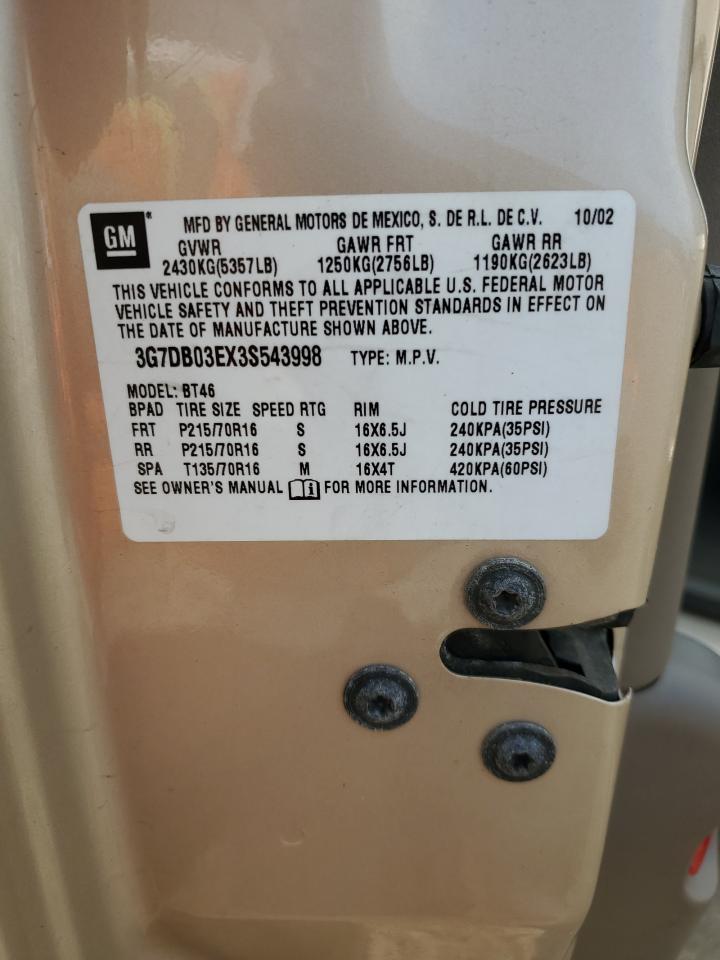 GM MFD BY GENERAL MOTORS DE MEXICO, S. DE R.L. DE C.V. 10/02
GVWR GAWR FRT GAWR RR
2430KG(5357LB) 1250KG(2756LB) 1190KG(2623LB)
THIS VEHICLE CONFORMS TO ALL APPLICABLE U.S. FEDERAL MOTOR
VEHICLE SAFETY AND THEFT PREVENTION STANDARDS IN EFFECT ON
THE DATE OF MANUFACTURE SHOWN ABOVE.
3G7DB03EX3S543998 TYPE: M.P.V.
MODEL: BT46
BPAD TIRE SIZE SPEED RTG RIM COLD TIRE PRESSURE
FRT P215/70R16 S 16X6.5J 240KPA(35PSI)
RR P215/70R16 S 16X6.5J 240KPA(35PSI)
SPA T135/70R16 M 16X4T 420KPA(60PSI)
SEE OWNER'S MANUAL FOR MORE INFORMATION.